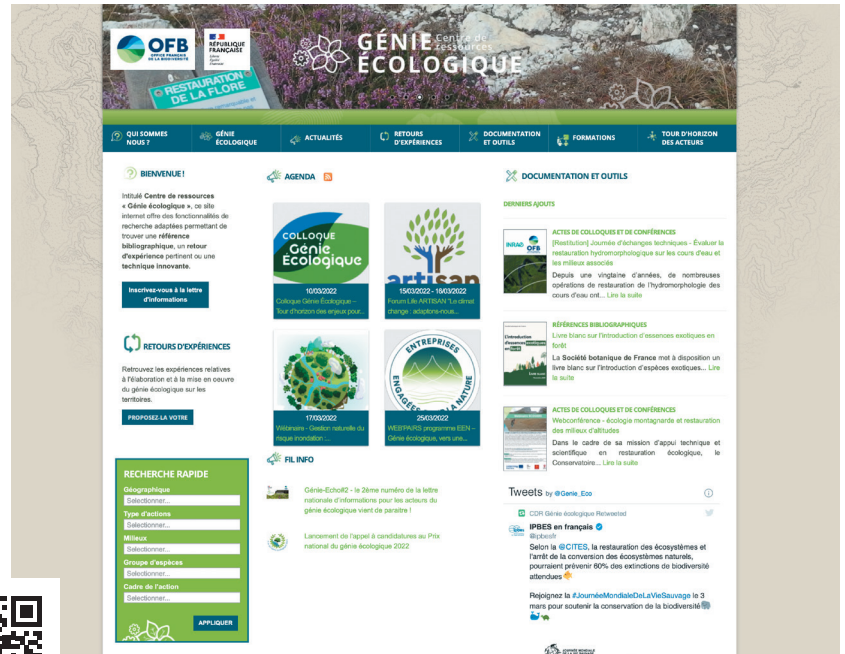 OFB
OFFICE FRANÇAIS
DE LA BIODIVERSITÉ
RÉPUBLIQUE
FRANÇAISE
Liberté
Égalité
Fraternité
GÉNIE Centre de
ressources
ÉCOLOGIQUE
RESTAURATION
DE LA FLORE
QUI SOMMES
NOUS ?
GÉNIE
ÉCOLOGIQUE
ACTUALITÉS
RETOURS
D'EXPÉRIENCES
DOCUMENTATION
ET OUTILS
FORMATIONS
TOUR D'HORIZON
DES ACTEURS
BIENVENUE !
Intitulé Centre de ressources
« Génie écologique », ce site
internet offre des fonctionnalités de
recherche adaptées permettant de
trouver une référence
bibliographique, un retour
d'expérience pertinent ou une
technique innovante.
Inscrivez-vous à la lettre
d'informations
RETOURS D'EXPÉRIENCES
Retrouvez les expériences relatives
à l'élaboration et à la mise en oeuvre
du génie écologique sur les
territoires.
PROPOSEZ LA VOTRE
RECHERCHE RAPIDE
Géographique
Selectionner...
Type d'actions
Selectionner...
Milieux
Selectionner...
Groupe d'espèces
Selectionner...
Cadre de l'action
Selectionner...
APPLIQUER
AGENDA
COLLOQUE
Génie
Écologique
10/03/2022
Colloque Génie Écologique –
Tour d'horizon des enjeux pour...
artisan
15/03/2022 - 16/03/2022
Forum Life ARTISAN "Le climat
change : adaptons-nous...
17/03/2022
Webinaire - Gestion naturelle du
risque inondation :...
ENTREPRISES
ENGAGÉES POUR LA NATURE
25/03/2022
WEB'PAIRS programme EEN –
Génie écologique, vers une...
FIL INFO
Génie-Echo#2 - le 2ème numéro de la lettre
nationale d'informations pour les acteurs du
génie écologique vient de paraitre !
Lancement de l'appel à candidatures au Prix
national du génie écologique 2022
DOCUMENTATION ET OUTILS
DERNIERS AJOUTS
INRAE
OFB
ACTES DE COLLOQUES ET DE CONFÉRENCES
[Restitution] Journée d'échanges techniques - Évaluer la
restauration hydromorphologique sur les cours d'eau et
les milieux associés
Depuis une vingtaine d'années, de nombreuses
opérations de restauration de l'hydromorphologie des
cours d'eau ont... Lire la suite
L'introduction
d'essences exotiques
en forêt
RÉFÉRENCES BIBLIOGRAPHIQUES
Livre blanc sur l'introduction d'essances exotiques en
forêt
La Société botanique de France mot à disposition un
livre blanc sur l'introduction d'espèces exotiques... Lire
la suite
ACTES DE COLLOQUES ET DE CONFÉRENCES
Webconférence - écologie montagnarde et restauration
des milieux d'altitudes
Dans le cadre de sa mission d'appui technique et
scientifique en restauration écologique, le
Conservatoire... Lire la suite
Tweets by @Genie_Eco
CDR Génie écologique Retweeted
IPBES en français
@ipbesfr
Selon la @CITES, la restauration des écosystèmes et
l'arrêt de la conversion des écosystèmes naturels,
pourraient prévenir 60% des extinctions de biodiversité
attendues
Rejoignez la #JournéeMondialeDeLaVieSauvage le 3
mars pour soutenir la conservation de la biodiversité